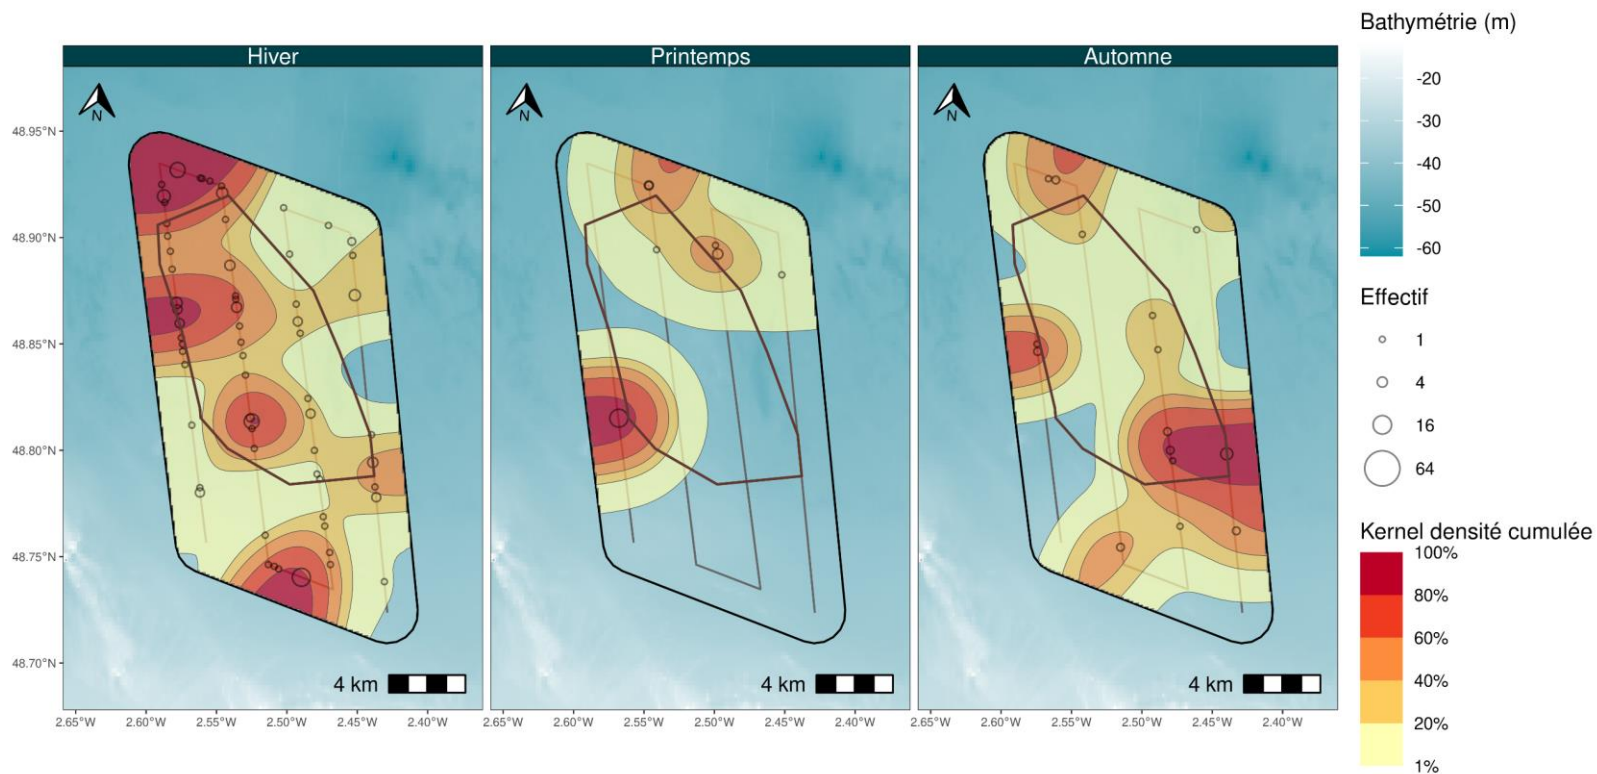 Hiver
Printemps
Automne
N
N
N
48.95°N
48.90°N
48.85°N
48.80°N
48.75°N
48.70°N
4 km
4 km
4 km
2.65°W 2.60°W 2.55°W 2.50°W 2.45°W 2.40°W
2.65°W 2.60°W 2.55°W 2.50°W 2.45°W 2.40°W
2.65°W 2.60°W 2.55°W 2.50°W 2.45°W 2.40°W
Bathymétrie (m)
-20
-30
-40
-50
-60
Effectif
1
4
16
64
Kernel densité cumulée
100%
80%
60%
40%
20%
1%